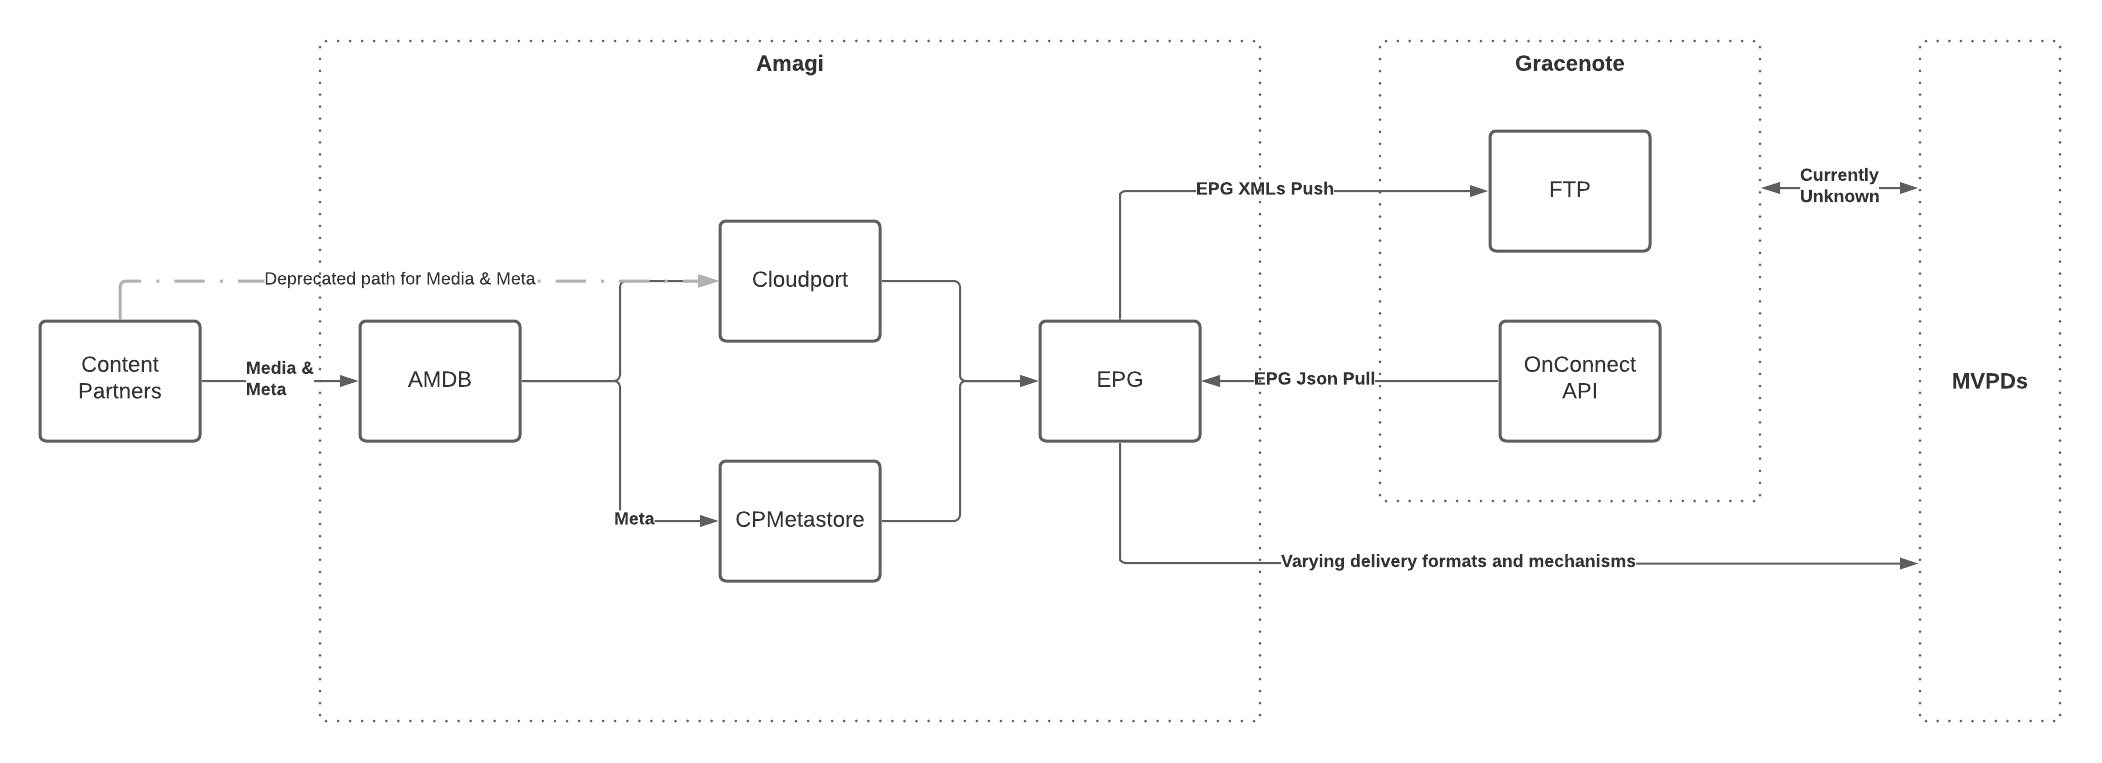 Amagi
Gracenote
Currently
Unknown
EPG XMLs Push
FTP
Deprecated path for Media & Meta
Cloudport
Content
Partners
Media &
Meta
AMDB
EPG
EPG Json Pull
OnConnect
API
MVPDs
Meta
CPMetastore
Varying delivery formats and mechanisms